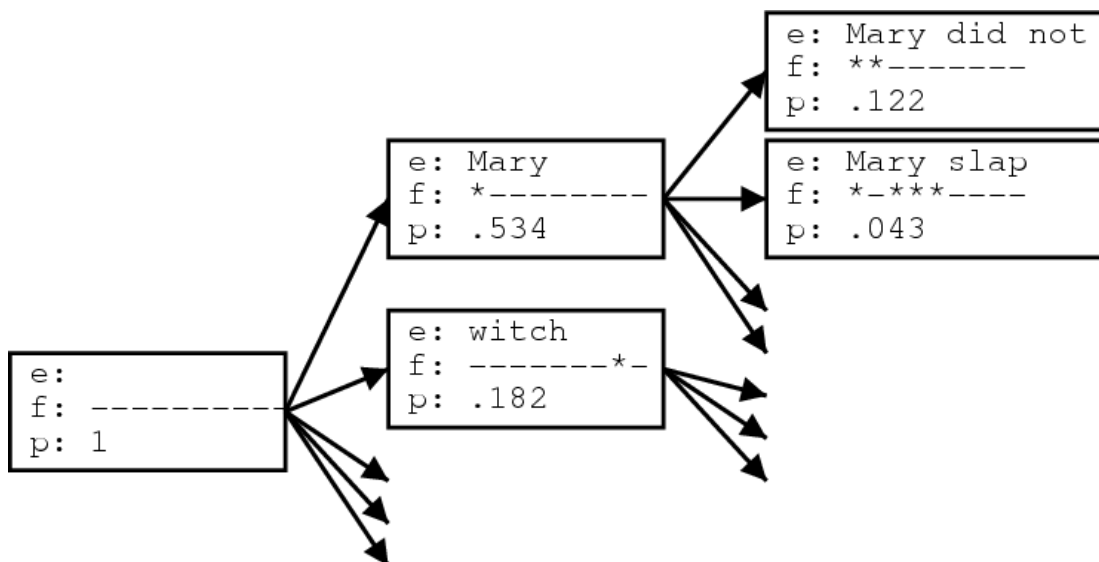 e: Mary did not
f: **-------
p: .122
e: Mary
f: *--------
p: .534
e: Mary slap
f: *-***----
p: .043
e: witch
f: -------*-
p: .182
e:
f: ----------
p: 1